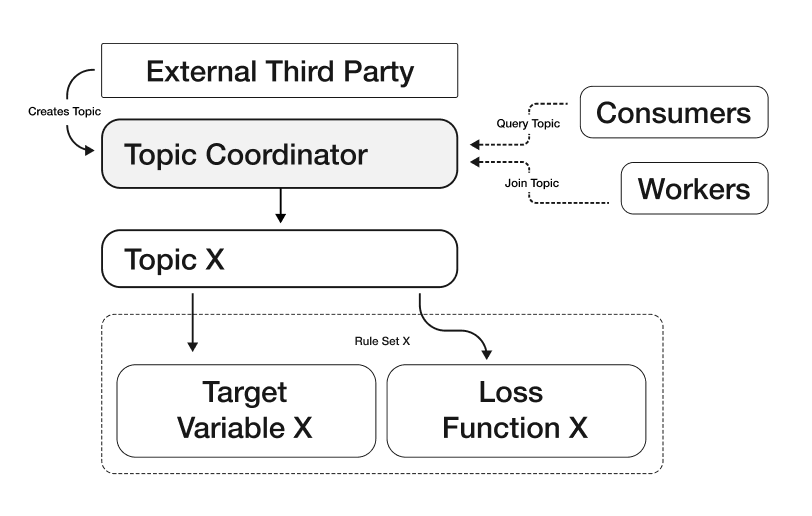 External Third Party
Creates Topic
Topic Coordinator
Query Topic
Consumers
Join Topic
Workers
Topic X
Rule Set X
Target
Variable X
Loss
Function X